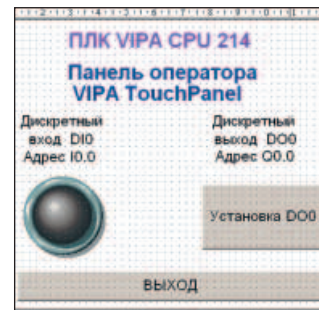 ПЛК VIPA CPU 214
Панель оператора
VIPA TouchPanel
Дискретный
вход DI0
Адрес I0.0
Дискретный
выход DO0
Адрес Q0.0
Установка DO0
ВЫХОД